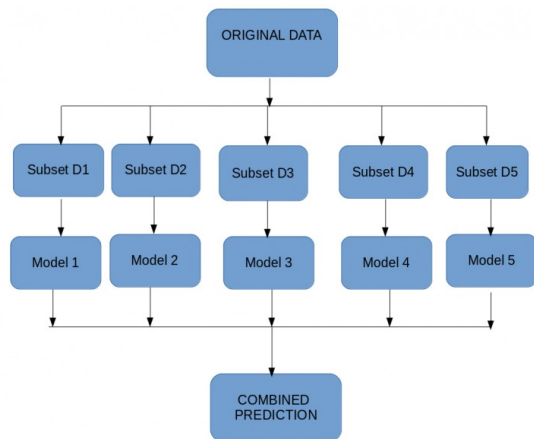 ORIGINAL DATA
Subset D1
Subset D2
Subset D3
Subset D4
Subset D5
Model 1
Model 2
Model 3
Model 4
Model 5
COMBINED
PREDICTION